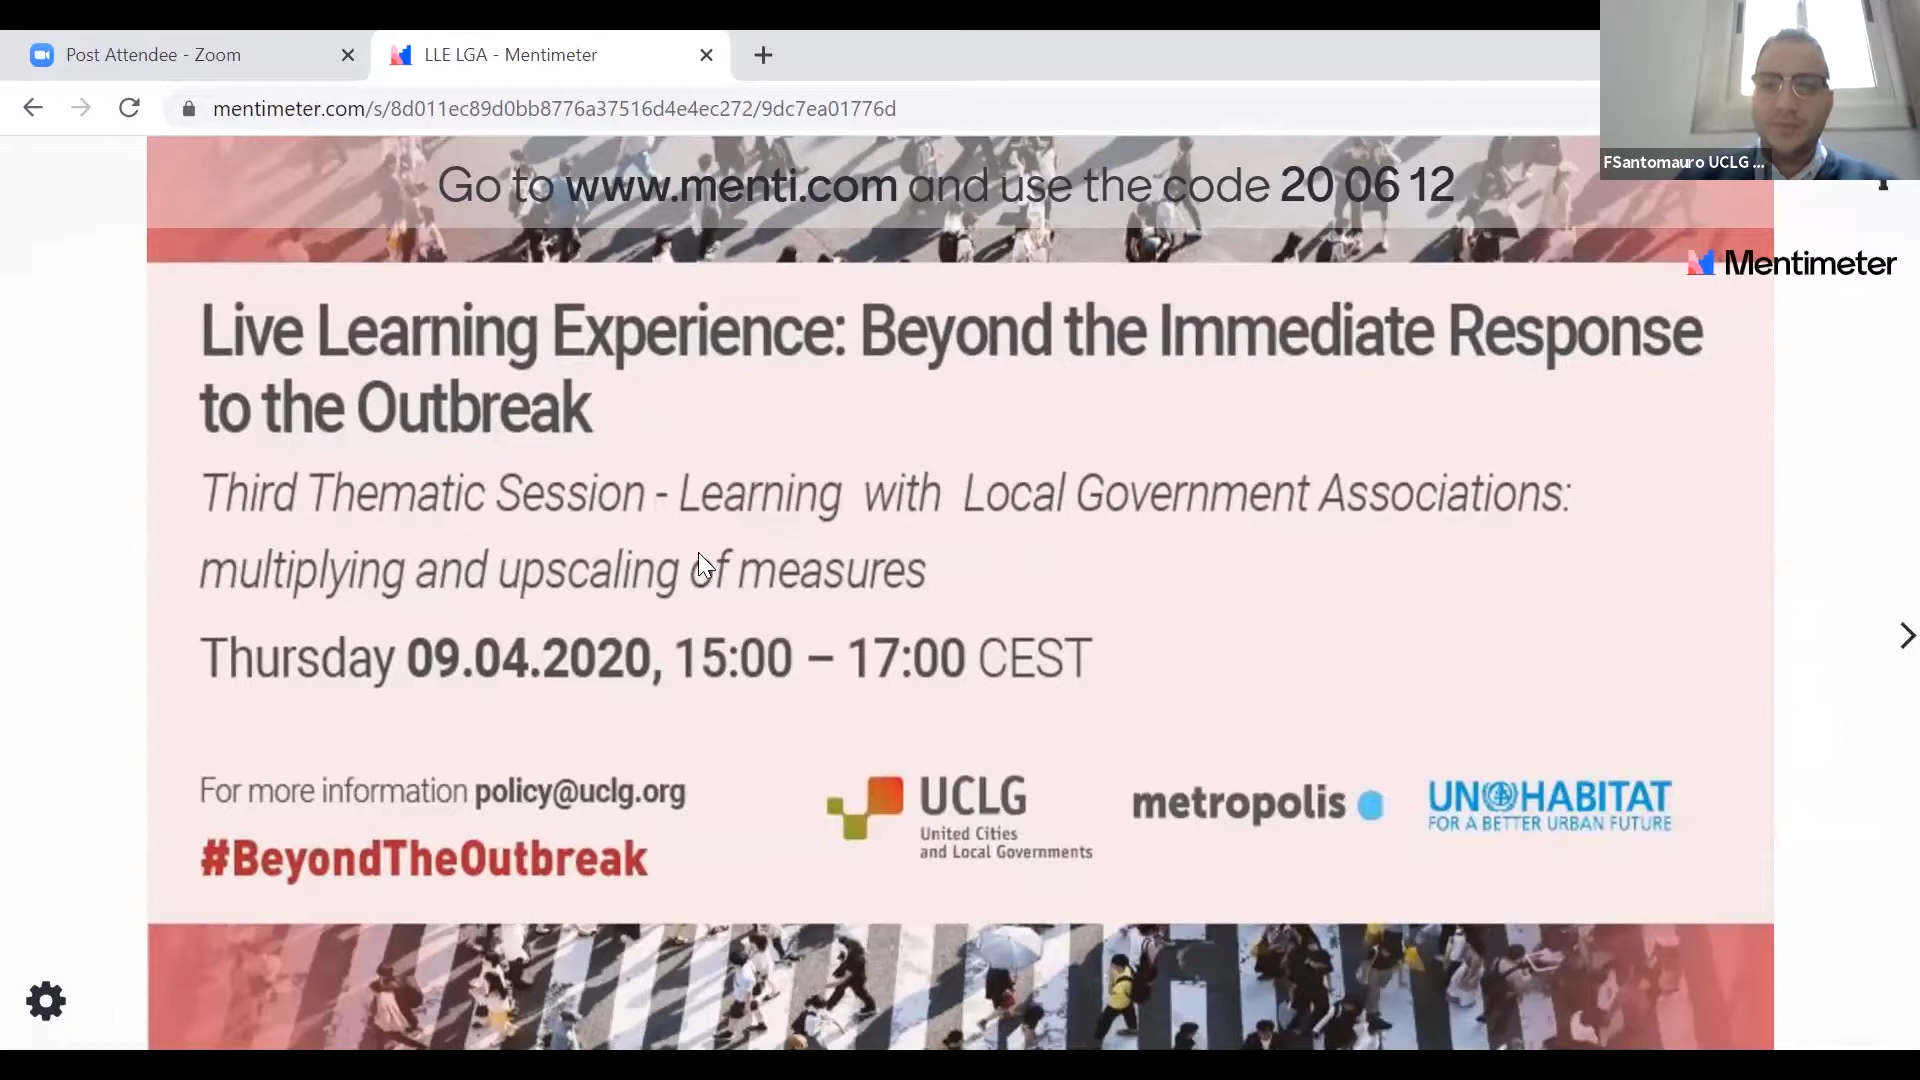 Post Attendee - Zoom
LLE LGA - Mentimeter
mentimeter.com/s/8d011ec89d0bb8776a37516d4e4ec272/9dc7ea01776d
FSantomauro UCLG ...
Go to www.menti.com and use the code 20 06 12
Mentimeter
Live Learning Experience: Beyond the Immediate Response
to the Outbreak
Third Thematic Session - Learning with Local Government Associations:
multiplying and upscaling of measures
Thursday 09.04.2020, 15:00 – 17:00 CEST
For more information policy@uclg.org
#BeyondTheOutbreak
UCLG
United Cities
and Local Governments
metropolis
UN HABITAT
FOR A BETTER URBAN FUTURE